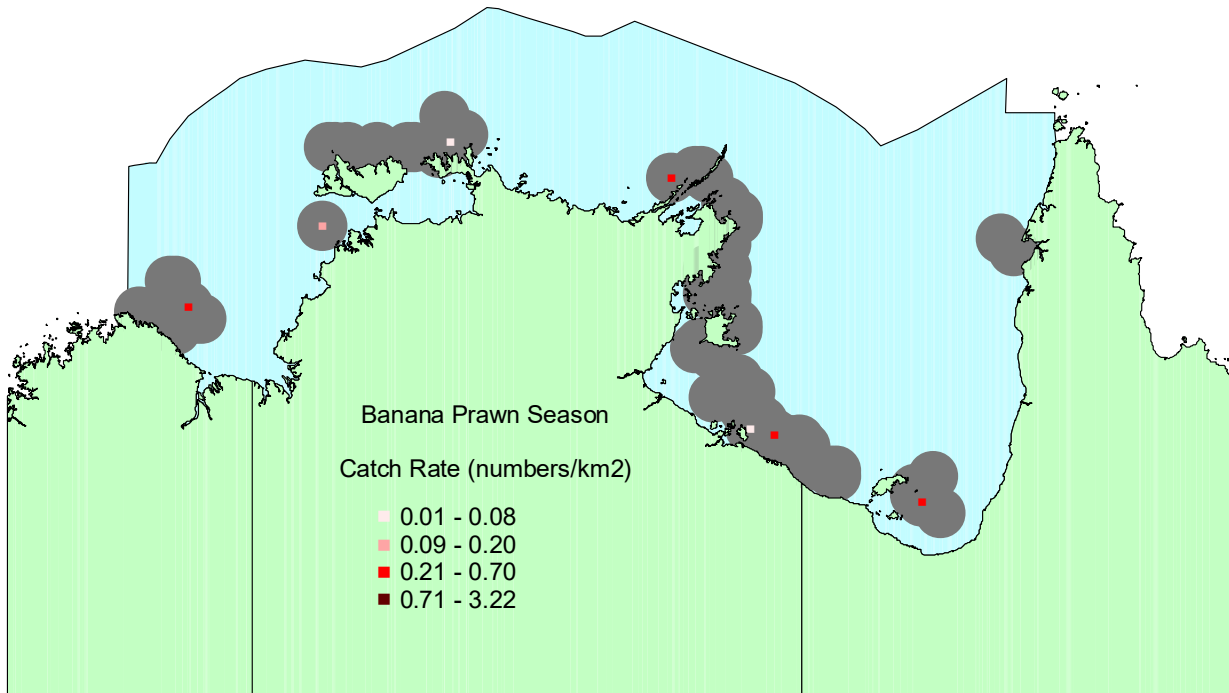 Banana Prawn Season
Catch Rate (numbers/km2)
0.01 - 0.08
0.09 - 0.20
0.21 - 0.70
0.71 - 3.22